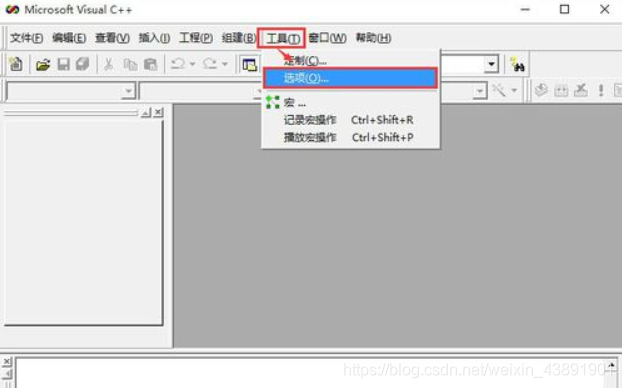 Microsoft Visual C++
文件(F) 编辑(E) 查看(V) 插入(I) 工程(P) 组建(B) 工具(T) 窗口(W) 帮助(H)
定制(C)...
选项(O)...
宏 ...
记录宏操作 Ctrl+Shift+R
播放宏操作 Ctrl+Shift+P
https://blog.csdn.net/weixin_4389190